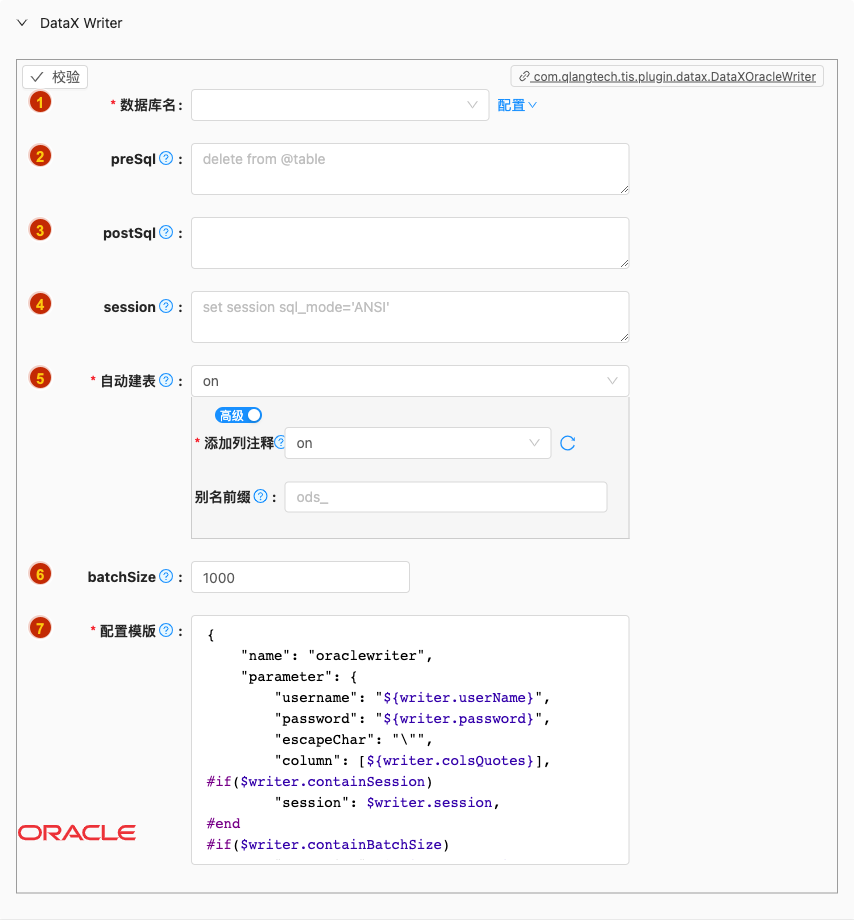 DataX Writer
校验
com.qlangtech.tis.plugin.datax.DataXOracleWriter
1 * 数据库名: 配置
2 preSql ? : delete from @table
3 postSql ? :
4 session ? : set session sql_mode='ANSI'
5 * 自动建表 ? : on
高级
* 添加列注释 ? on
别名前缀 ? : ods_
6 batchSize ? : 1000
7 * 配置模版 ? : {
"name": "oraclewriter",
"parameter": {
"username": "${writer.userName}",
"password": "${writer.password}",
"escapeChar": "\"",
"column": [${writer.colsQuotes}],
#if($writer.containSession)
"session": $writer.session,
#end
#if($writer.containBatchSize)
ORACLE